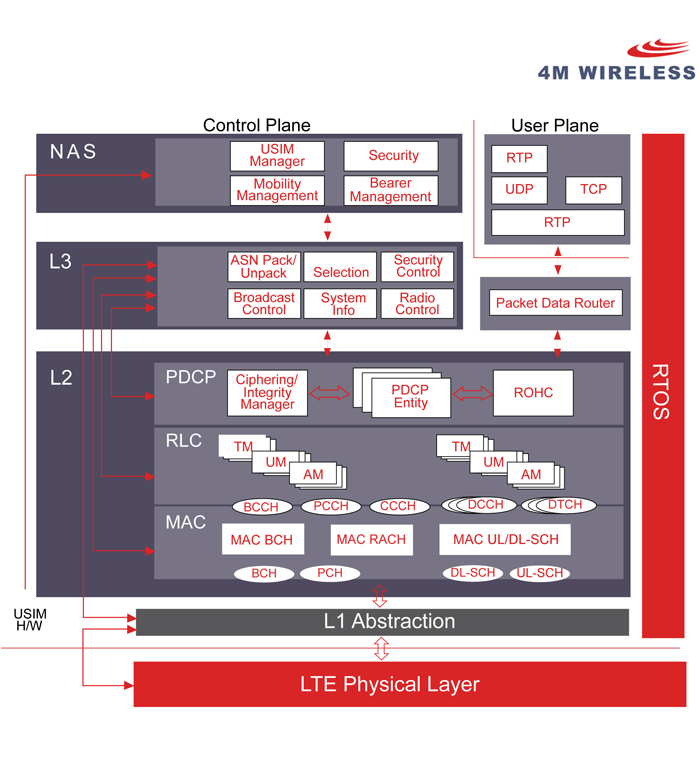 4M WIRELESS
Control Plane
User Plane
NAS
USIM
Manager
Security
Mobility
Management
Bearer
Management
RTP
UDP
TCP
RTP
L3
ASN Pack/
Unpack
Selection
Security
Control
Broadcast
Control
System
Info
Radio
Control
Packet Data Router
RTOS
L2
PDCP
Ciphering/
Integrity
Manager
PDCP
Entity
ROHC
RLC
TM
UM
AM
TM
UM
AM
BCCH
PCCH
CCCH
DCCH
DTCH
MAC
MAC BCH
MAC RACH
MAC UL/DL-SCH
BCH
PCH
DL-SCH
UL-SCH
USIM
H/W
L1 Abstraction
LTE Physical Layer